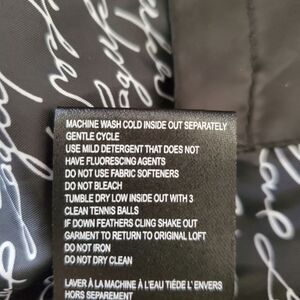 MACHINE WASH COLD INSIDE OUT SEPARATELY
GENTLE CYCLE
USE MILD DETERGENT THAT DOES NOT
HAVE FLUORESCING AGENTS
DO NOT USE FABRIC SOFTENERS
DO NOT BLEACH
TUMBLE DRY LOW INSIDE OUT WITH 3
CLEAN TENNIS BALLS
IF DOWN FEATHERS CLING SHAKE OUT
GARMENT TO RETURN TO ORIGINAL LOFT
DO NOT IRON
DO NOT DRY CLEAN
LAVER À LA MACHINE À L'EAU TIÈDE L' ENVERS
HORS SEPAREMENT